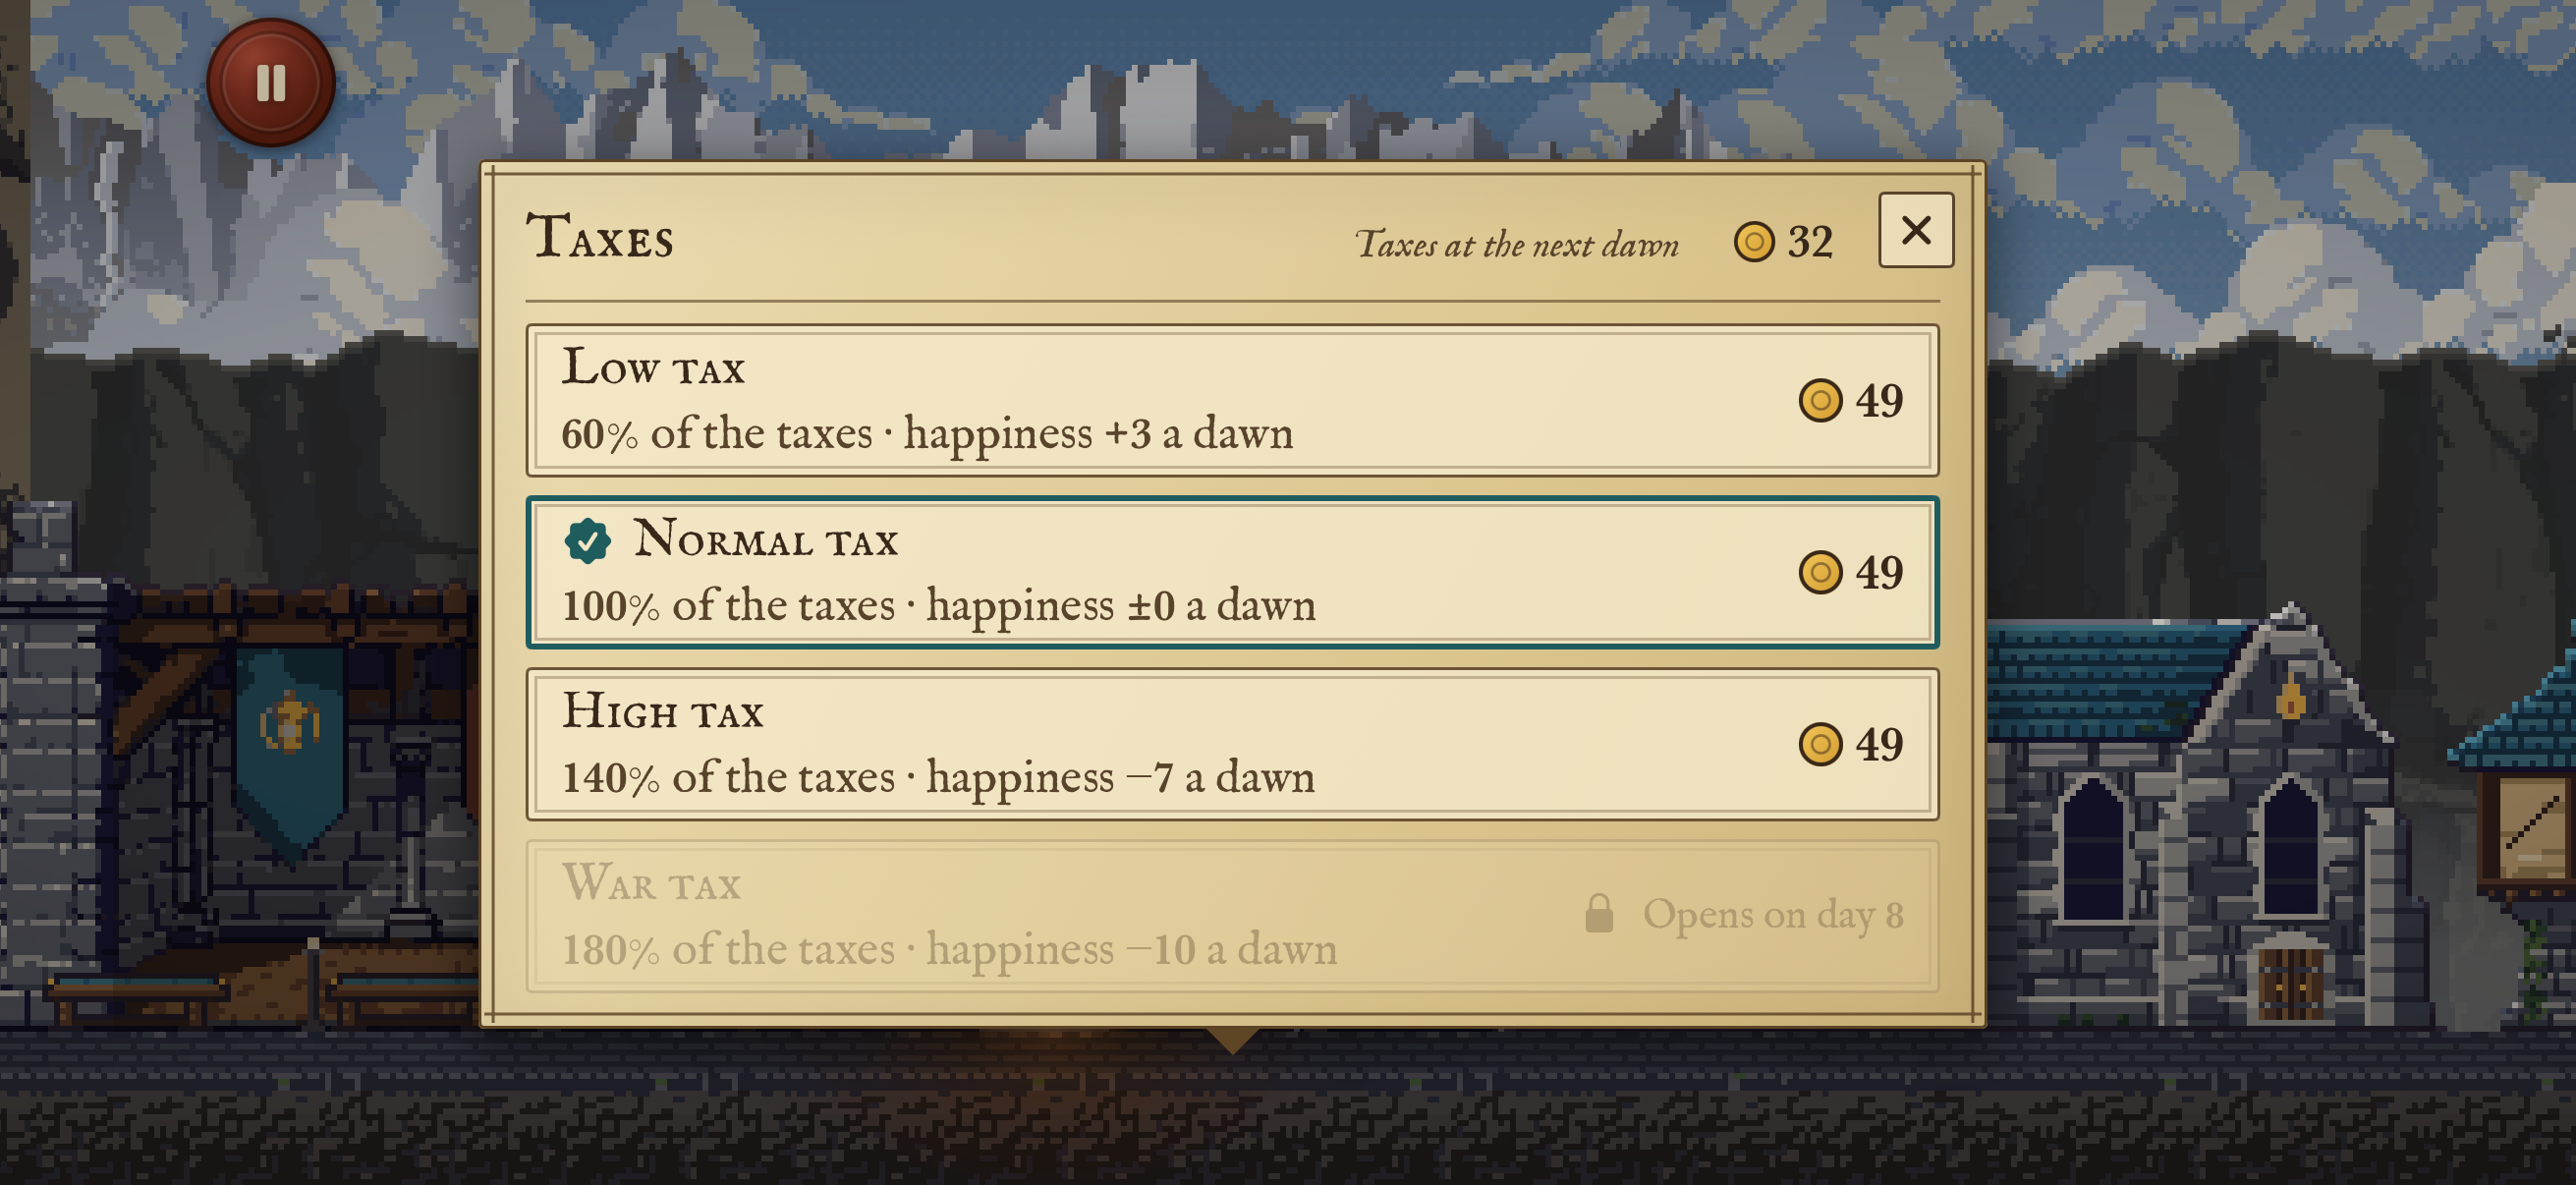 Taxes
Taxes at the next dawn 32
Low tax
60% of the taxes · happiness +3 a dawn
49
Normal tax
100% of the taxes · happiness ±0 a dawn
49
High tax
140% of the taxes · happiness −7 a dawn
49
War tax
180% of the taxes · happiness −10 a dawn
Opens on day 8